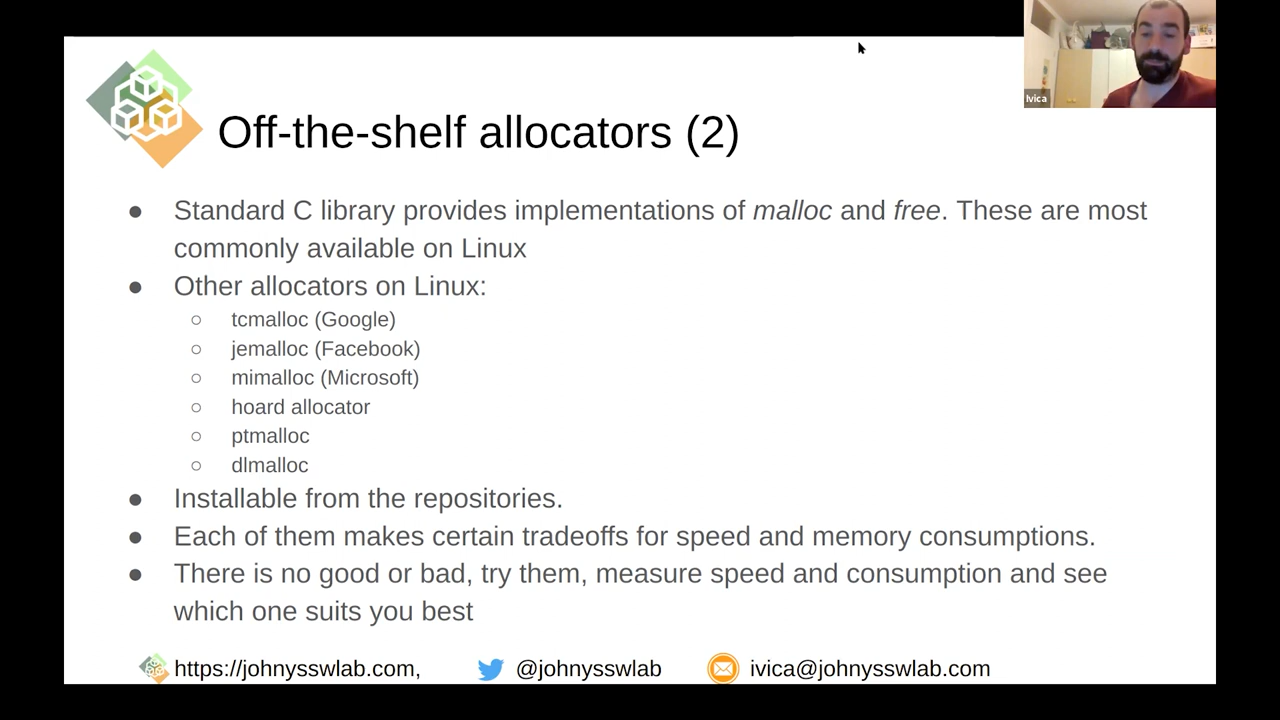 Ivica
Off-the-shelf allocators (2)
● Standard C library provides implementations of malloc and free. These are most
commonly available on Linux
● Other allocators on Linux:
○ tcmalloc (Google)
○ jemalloc (Facebook)
○ mimalloc (Microsoft)
○ hoard allocator
○ ptmalloc
○ dlmalloc
● Installable from the repositories.
● Each of them makes certain tradeoffs for speed and memory consumptions.
● There is no good or bad, try them, measure speed and consumption and see
which one suits you best
https://johnysswlab.com, @johnysswlab ivica@johnysswlab.com